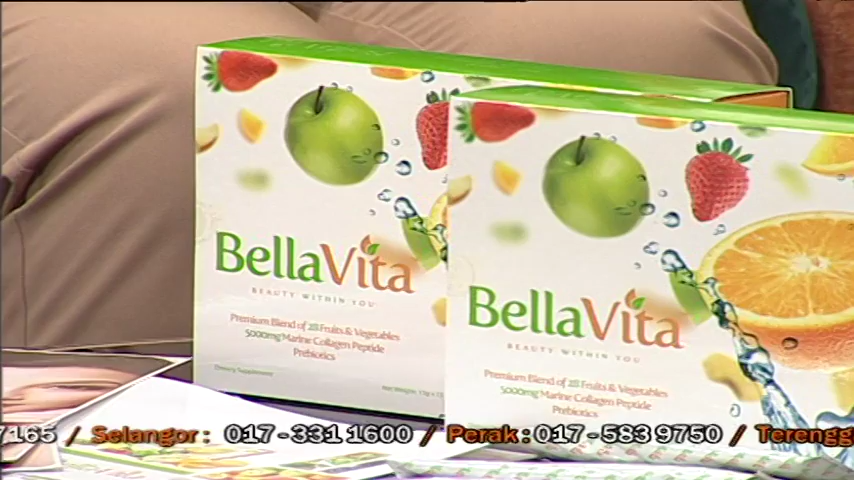 BellaVita
BEAUTY WITHIN YOU
Premium Blend of 28 Fruits & Vegetables
5000mg Marine Collagen Peptide
Prebiotics
Dietary Supplement
BellaVita
BEAUTY WITHIN YOU
Premium Blend of 28 Fruits & Vegetables
5000mg Marine Collagen Peptide
Prebiotics
7165 / Selangor: 017-331 1600 / Perak: 017-583 9750 / Terengg